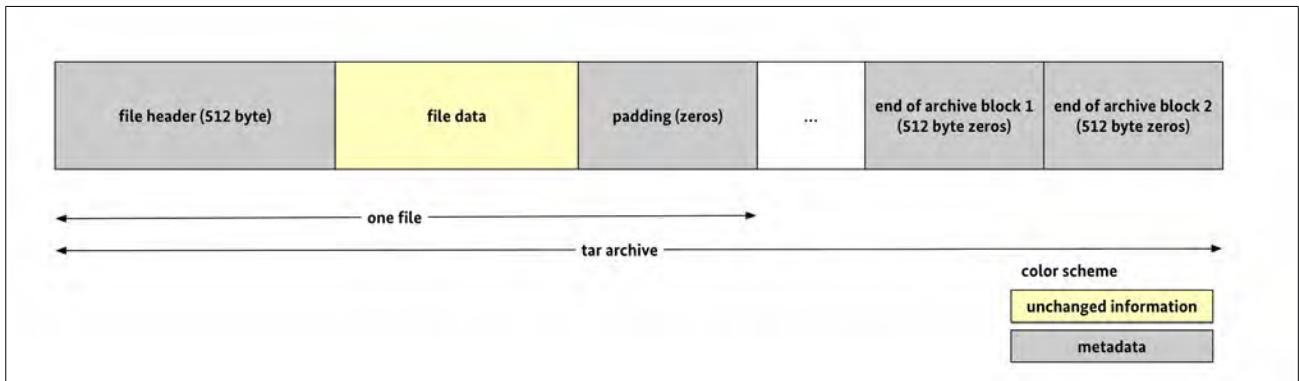 file header (512 byte)
file data
padding (zeros)
...
end of archive block 1
(512 byte zeros)
end of archive block 2
(512 byte zeros)
one file
tar archive
color scheme
unchanged information
metadata